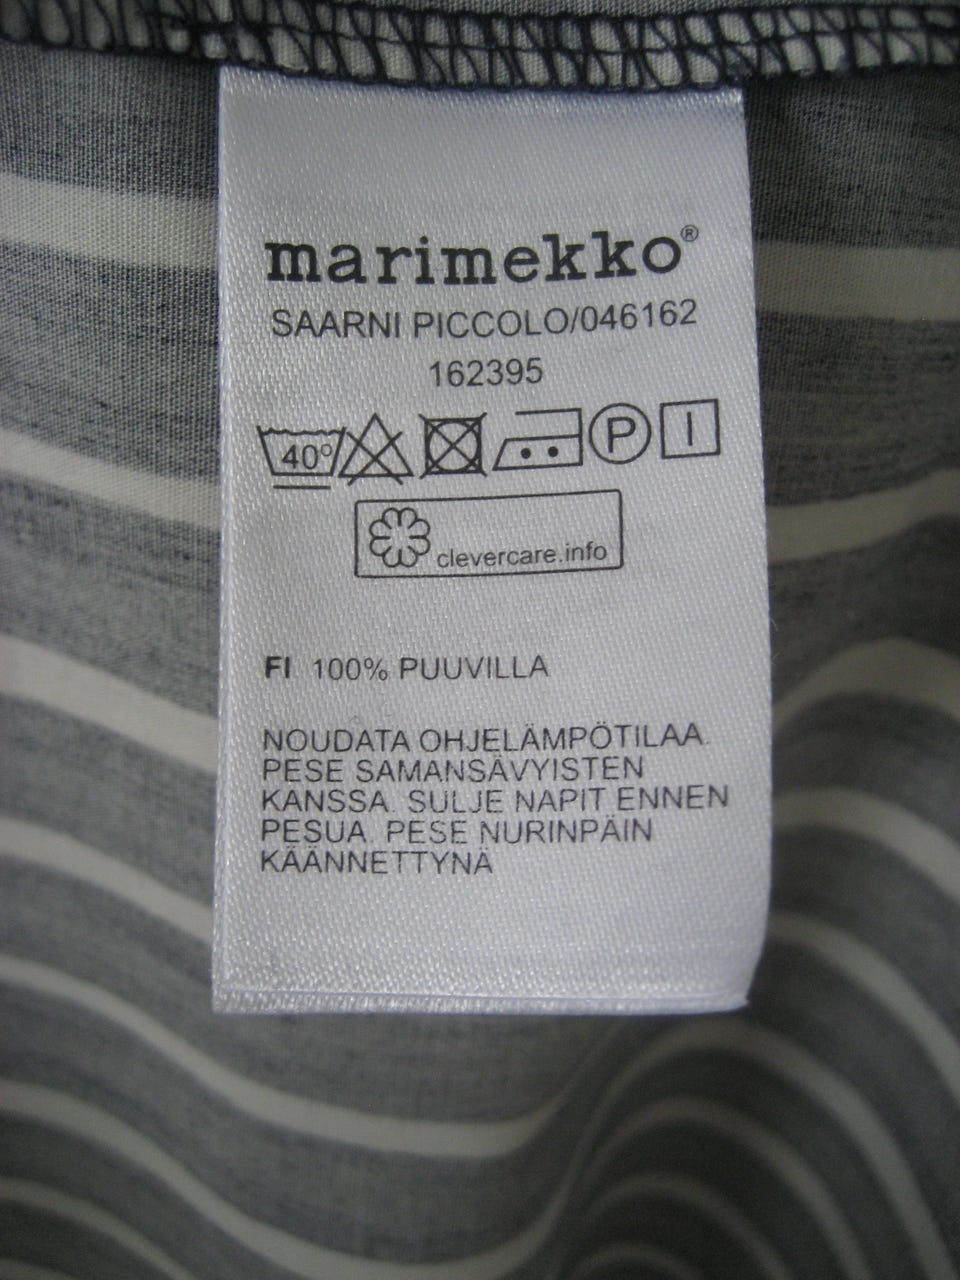 marimekko®
SAARNI PICCOLO/046162
162395
40° P I
clevercare.info
FI 100% PUUVILLA
NOUDATA OHJELÄMPÖTILAA.
PESE SAMANSÄVYISTEN
KANSSA. SULJE NAPIT ENNEN
PESUA. PESE NURINPÄIN
KÄÄNNETTYNÄ